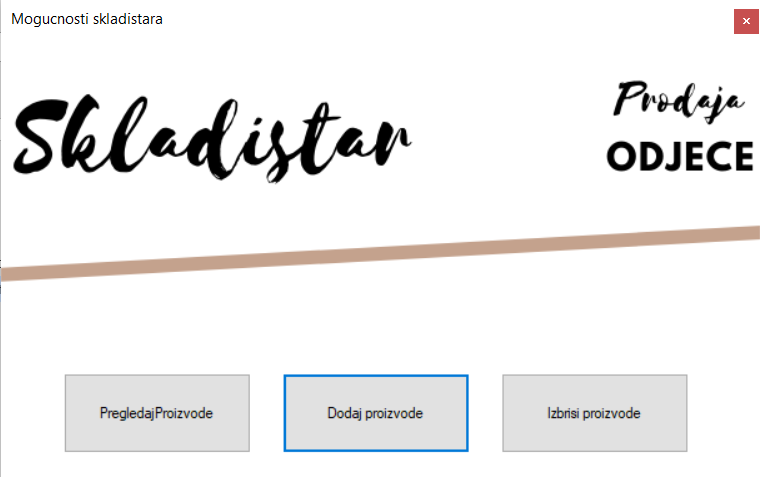 Mogucnosti skladistara
Skladistar
Prodaja
ODJECE
PregledajProizvode
Dodaj proizvode
Izbrisi proizvode